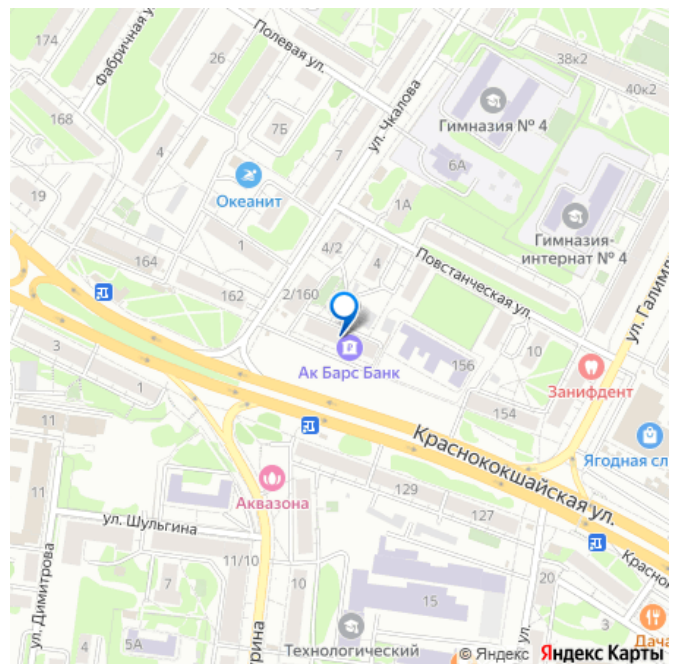 174
Фабричная у
26
Полевая ул.
38к2
40к2
Гимназия № 4
168
7Б
ул. Чкалова
4
7
6А
19
Океанит
1А
Гимназия-
интернат № 4
1
4/2
4
Повстанческая ул.
164
162
2/160
ул. Галимд
3
156
10
Ак Барс Банк
Занифдент
1
154
11
Краснококшайская ул.
Ягодная сл
129
Аквазона
11
127
ул. Шульгина
11/10
Красноко
ул. Димитрова
7
10
15
20
ул.
трина
4
5А
Технологический
3
Дача
© Яндекс Яндекс Карты